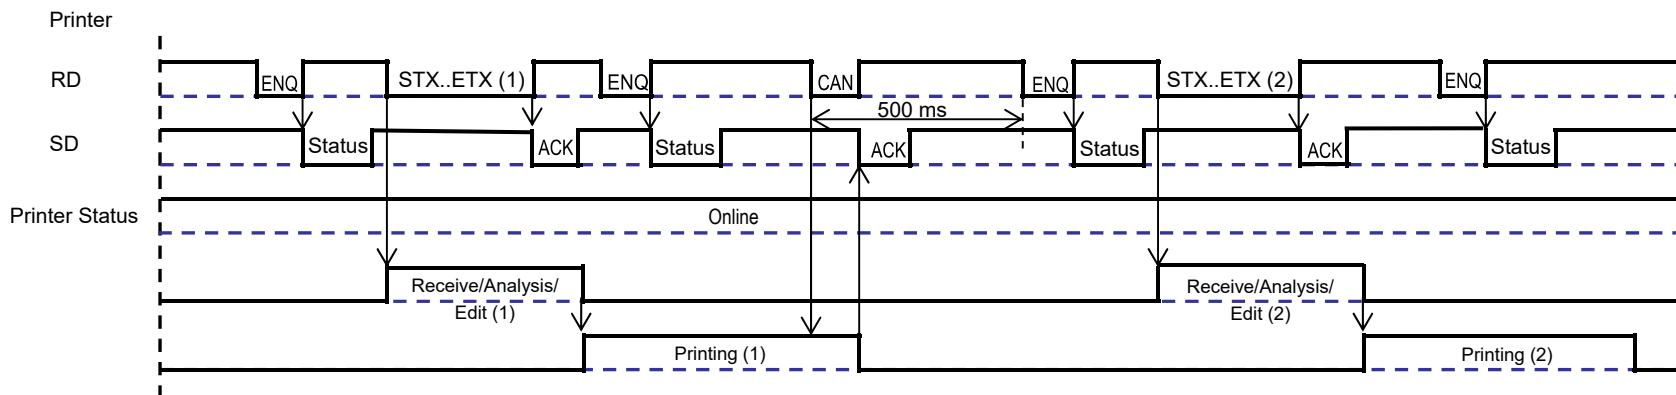 Printer
RD
ENQ
STX..ETX (1)
ENQ
CAN
ENQ
STX..ETX (2)
ENQ
500 ms
SD
Status
ACK
Status
ACK
Status
ACK
Status
Printer Status
Online
Receive/Analysis/
Edit (1)
Receive/Analysis/
Edit (2)
Printing (1)
Printing (2)